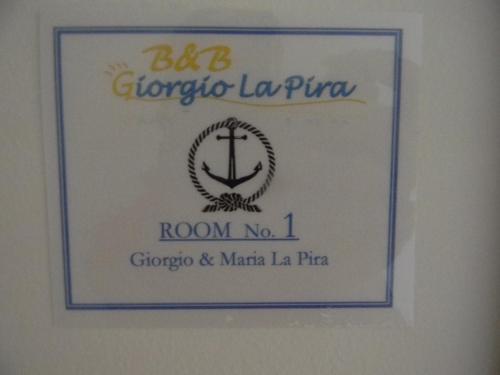 B&B
Giorgio La Pira
ROOM No. 1
Giorgio & Maria La Pira